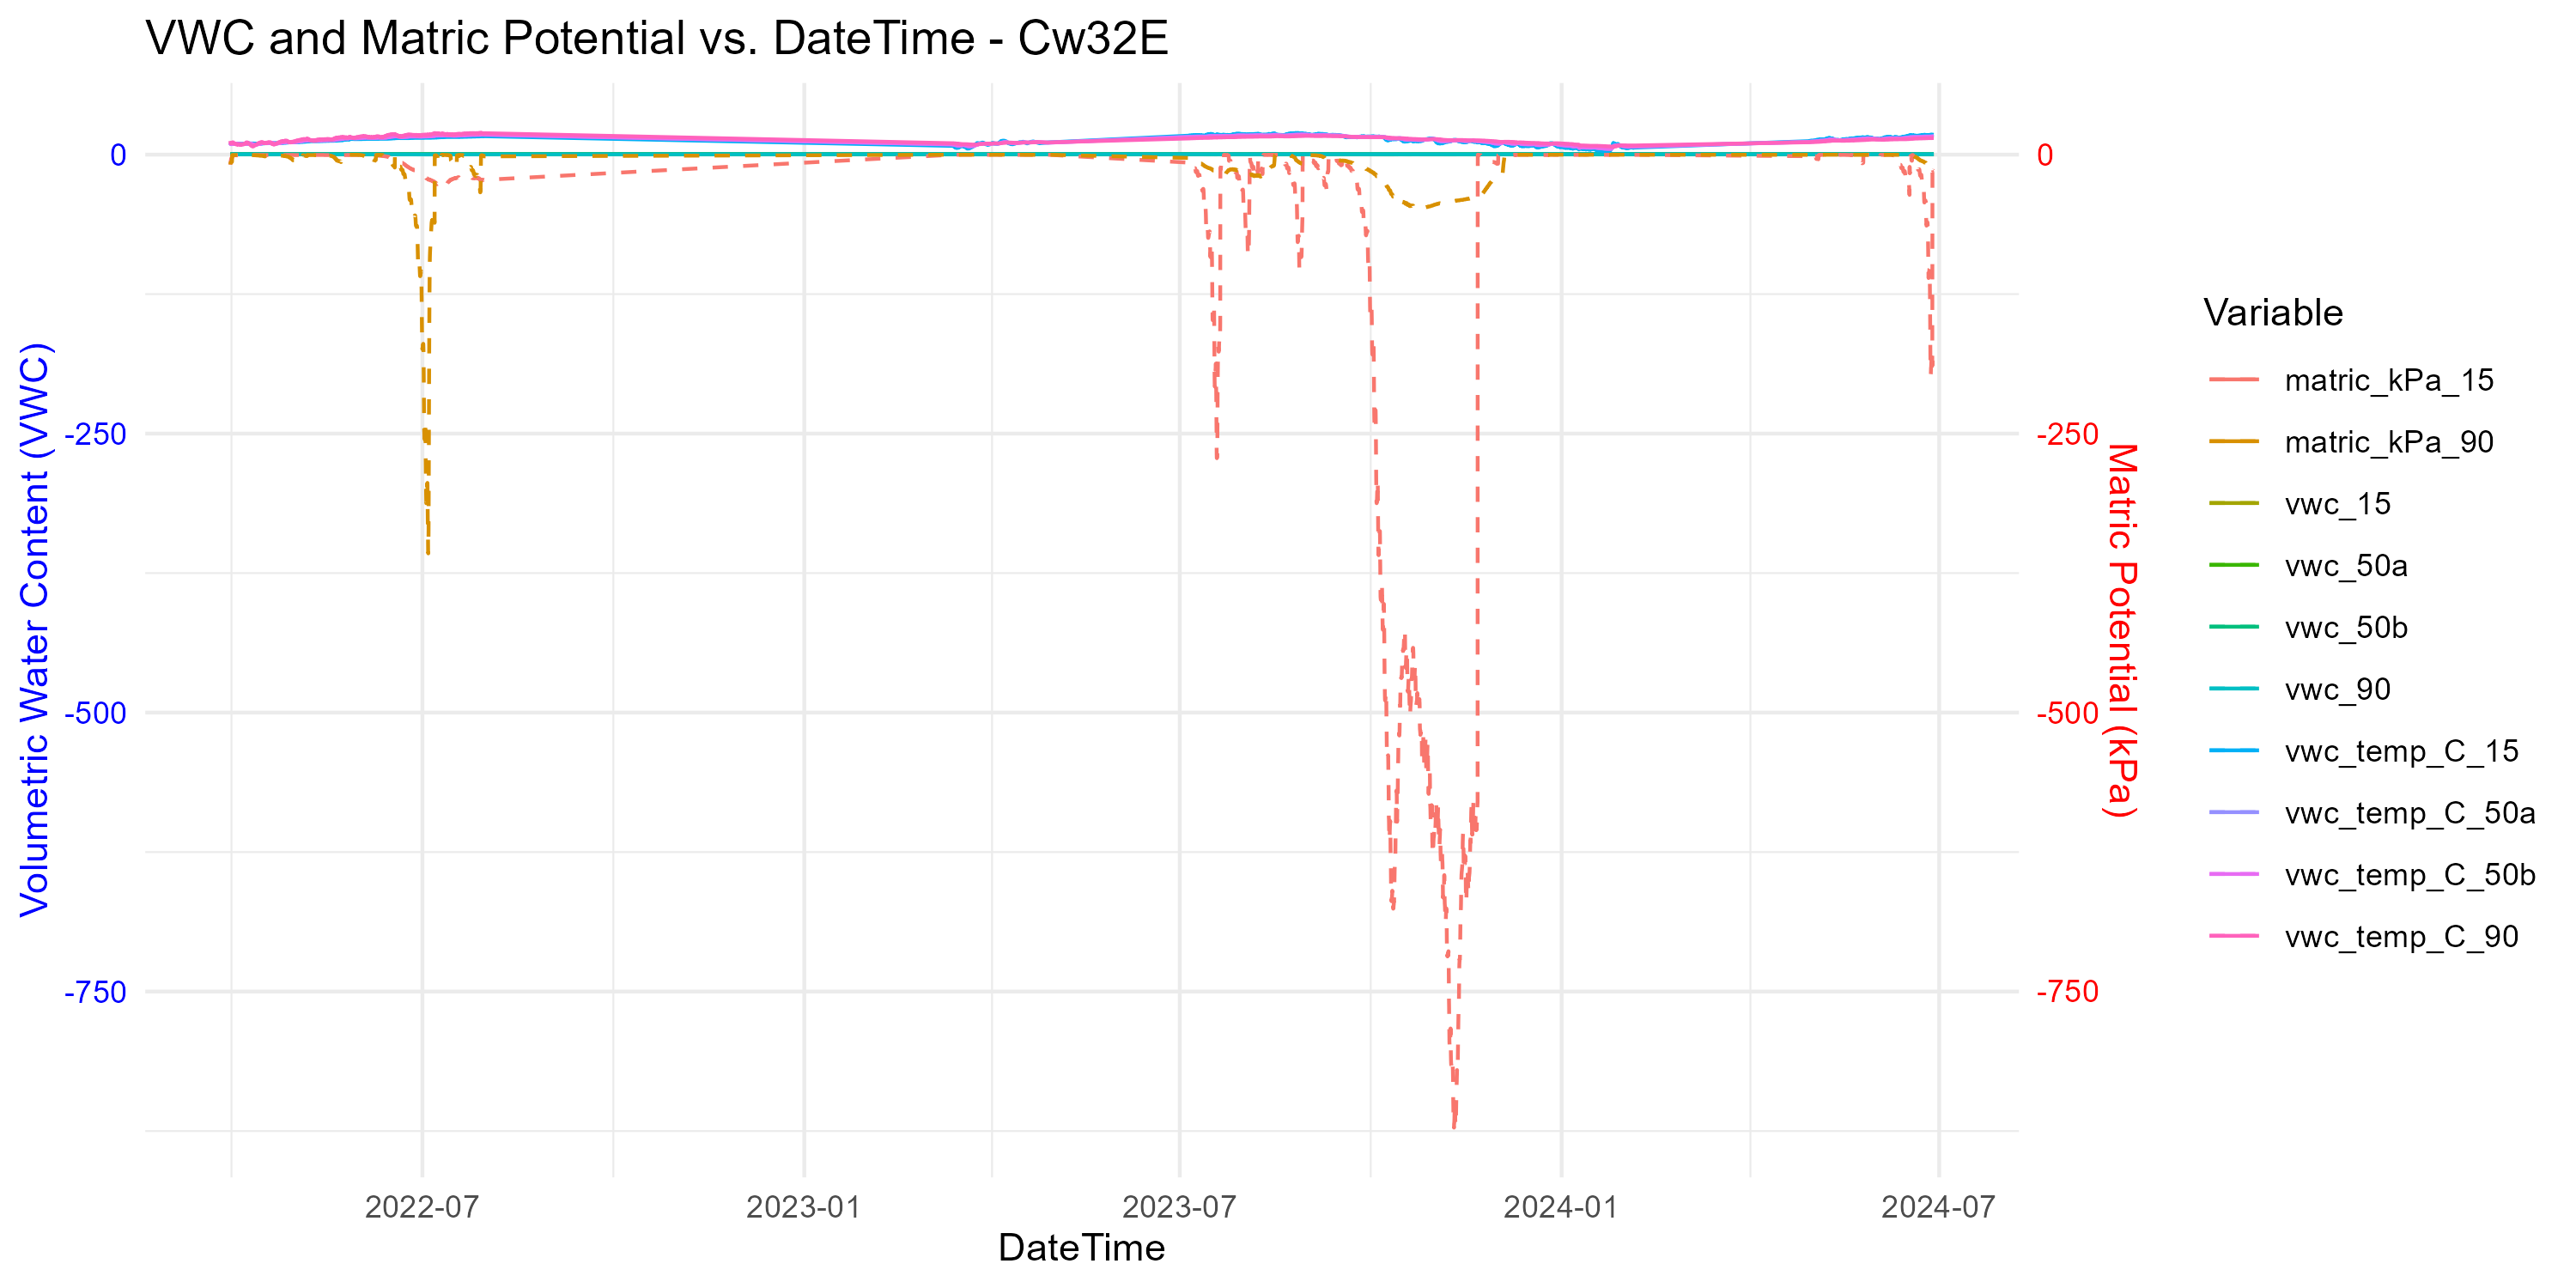 VWC and Matric Potential vs. DateTime - Cw32E
Volumetric Water Content (VWC)
0
-250
-500
-750
0
-250
-500
-750
Matric Potential (kPa)
2022-07
2023-01
2023-07
2024-01
2024-07
DateTime
Variable
matric_kPa_15
matric_kPa_90
vwc_15
vwc_50a
vwc_50b
vwc_90
vwc_temp_C_15
vwc_temp_C_50a
vwc_temp_C_50b
vwc_temp_C_90